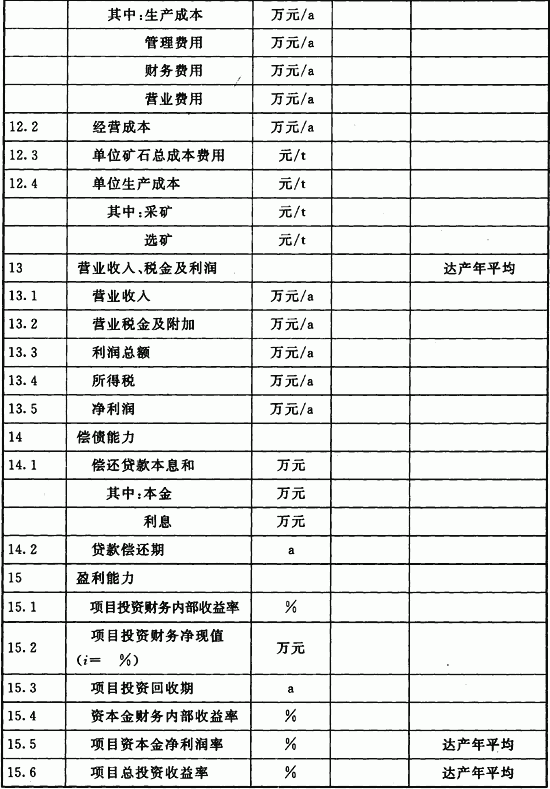 其中:生产成本 万元/a
管理费用 万元/a
财务费用 万元/a
营业费用 万元/a
12.2 经营成本 万元/a
12.3 单位矿石总成本费用 元/t
12.4 单位生产成本 元/t
其中:采矿 元/t
选矿 元/t
13 营业收入、税金及利润 达产年平均
13.1 营业收入 万元/a
13.2 营业税金及附加 万元/a
13.3 利润总额 万元/a
13.4 所得税 万元/a
13.5 净利润 万元/a
14 偿债能力
14.1 偿还贷款本息和 万元
其中:本金 万元
利息 万元
14.2 贷款偿还期 a
15 盈利能力
15.1 项目投资财务内部收益率 %
15.2 项目投资财务净现值 万元
(i= %)
15.3 项目投资回收期 a
15.4 资本金财务内部收益率 %
15.5 项目资本金净利润率 % 达产年平均
15.6 项目总投资收益率 % 达产年平均